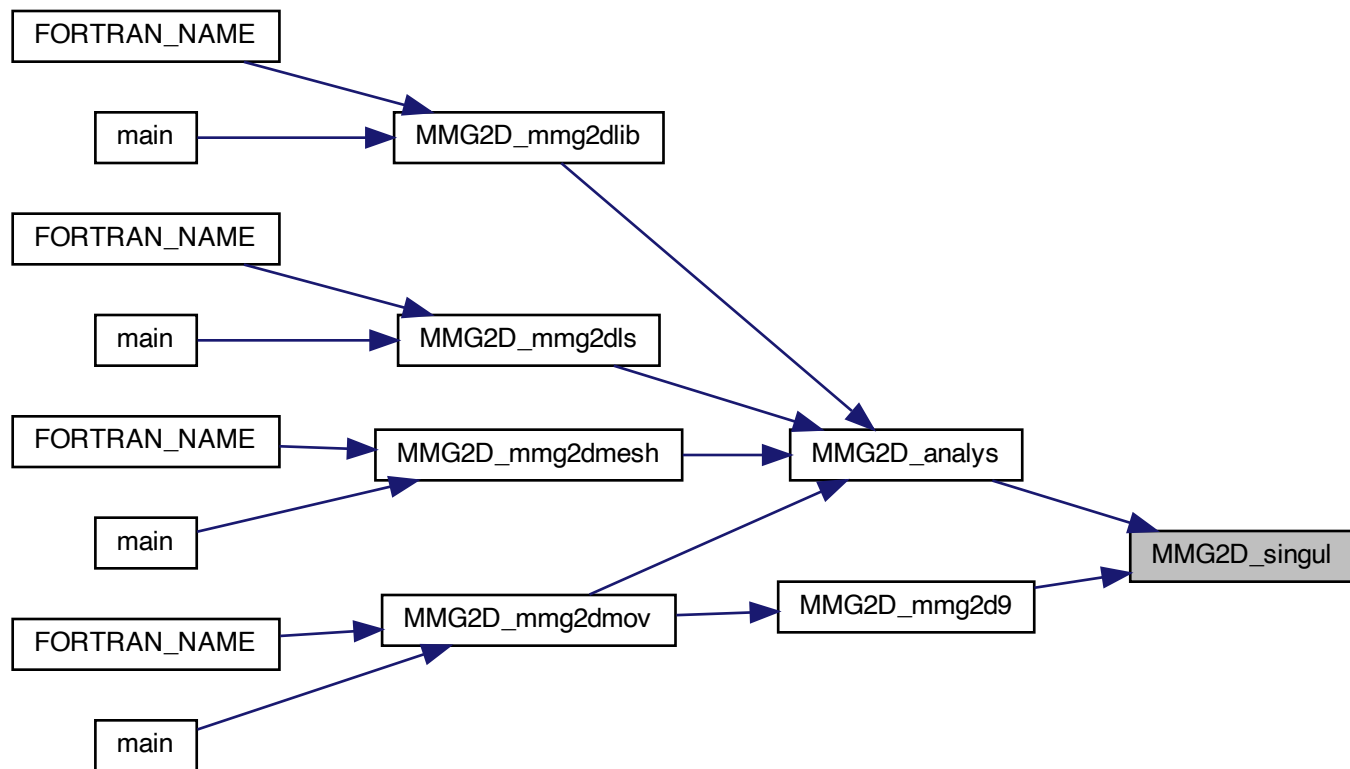 FORTRAN_NAME
main
MMG2D_mmg2dlib
FORTRAN_NAME
main
MMG2D_mmg2dls
FORTRAN_NAME
main
MMG2D_mmg2dmesh
MMG2D_analys
MMG2D_singul
MMG2D_mmg2d9
MMG2D_mmg2dmov
FORTRAN_NAME
main